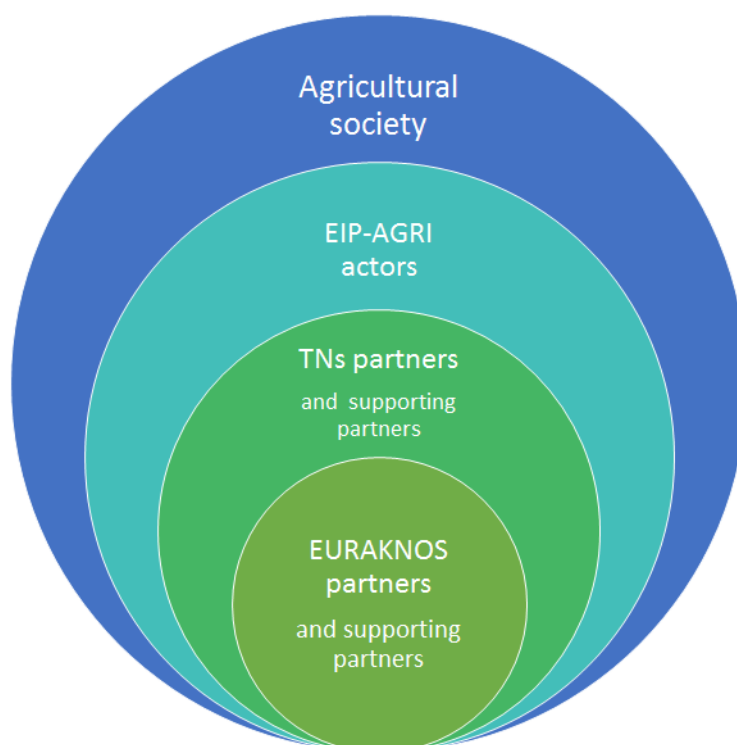 Agricultural
society
EIP-AGRI
actors
TNs partners
and supporting
partners
EURAKNOS
partners
and supporting
partners